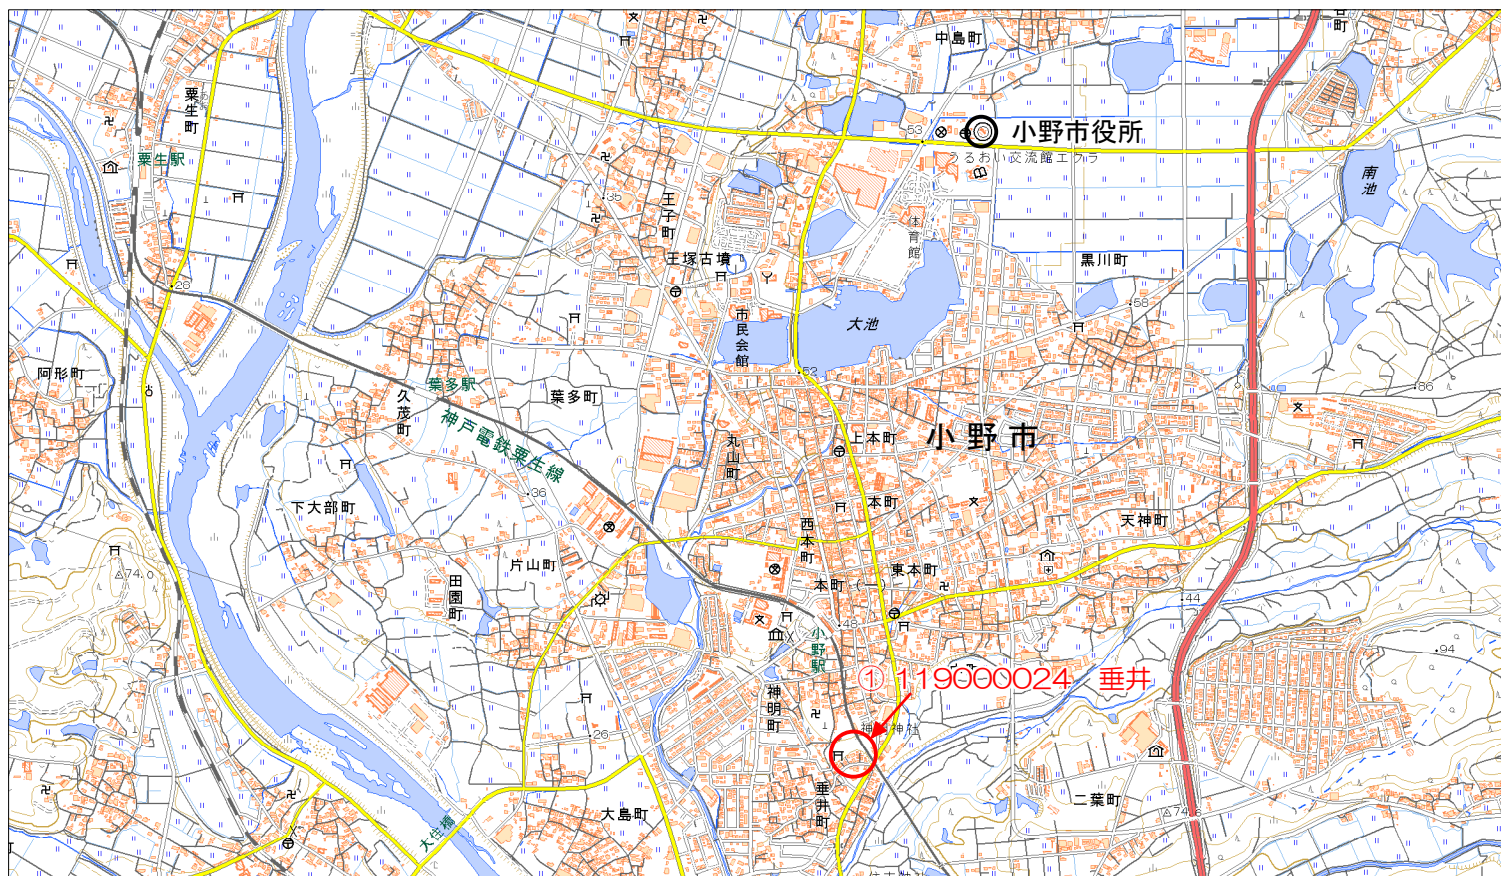 中島町
粟生町
53
小野市役所
うるおい交流館エクラ
粟生駅
南池
35
王子町
体育館
王塚古墳
黒川町
28
58
市民会館
大池
阿形町
52
86
葉多駅
久茂町
葉多町
神戸電鉄粟生線
丸山町
上本町
小野市
36
本町
下大部町
西本町
天神町
片山町
東本町
本町(一)
田園町
44
48
小野駅
94
① 119000024 垂井
神明町
26
神社
垂井町
二葉町
大島町
74.6
74.0
大住橋